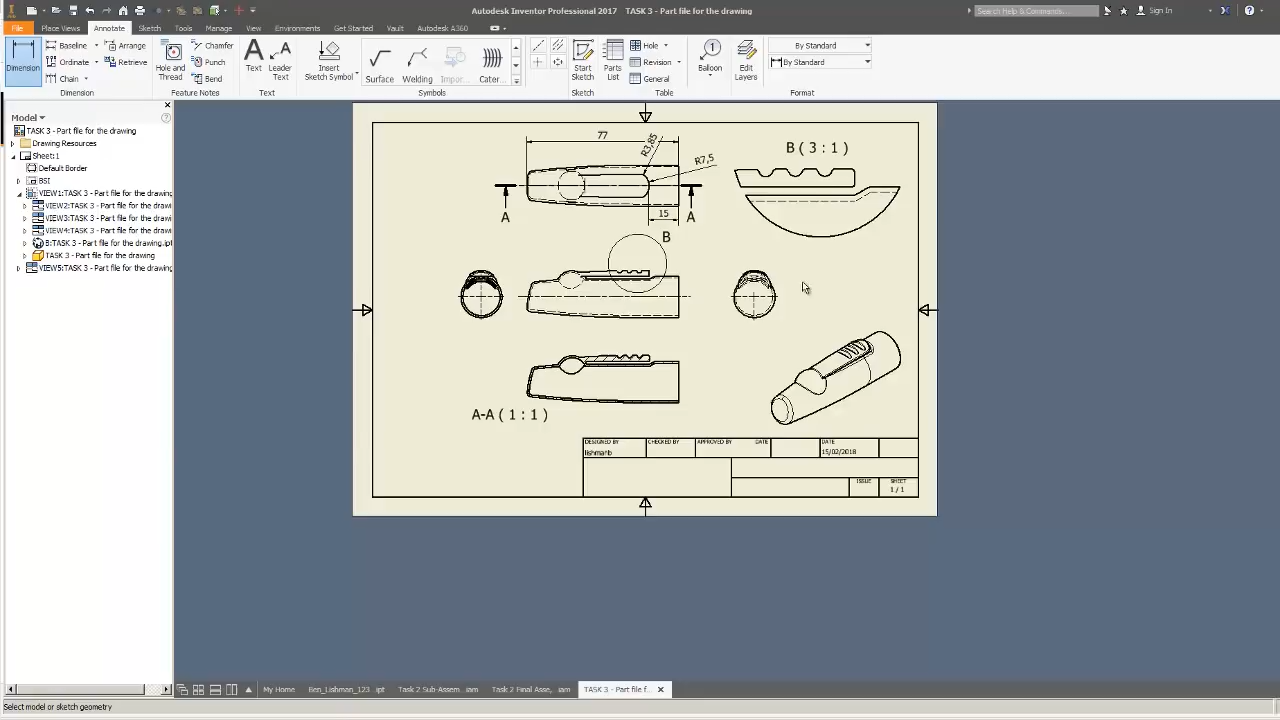 Autodesk Inventor Professional 2017 TASK 3 - Part file for the drawing
Search Help & Commands...
Sign In
File Place Views Annotate Sketch Tools Manage View Environments Get Started Vault Autodesk A360
Dimension
Baseline
Ordinate
Chain
Arrange
Retrieve
Dimension
Hole and Thread
Chamfer
Punch
Bend
Feature Notes
Text
Leader Text
Text
Insert Sketch Symbol
Surface
Welding
Impor...
Cater...
Symbols
Start Sketch
Sketch
Parts List
Hole
Revision
General
Table
Balloon
Edit Layers
By Standard
By Standard
Format
Model
TASK 3 - Part file for the drawing
Drawing Resources
Sheet:1
Default Border
BSI
VIEW1:TASK 3 - Part file for the drawing
VIEW2:TASK 3 - Part file for the drawi
VIEW3:TASK 3 - Part file for the drawi
VIEW4:TASK 3 - Part file for the drawi
B:TASK 3 - Part file for the drawing.ipt
TASK 3 - Part file for the drawing
VIEW5:TASK 3 - Part file for the drawing
77
R3,85
R7,5
15
A
A
B
B ( 3 : 1 )
A-A ( 1 : 1 )
DESIGNED BY CHECKED BY APPROVED BY DATE DATE
lishmanb 15/02/2018
ISSUE SHEET
1 / 1
My Home Ben_Lishman_123 ...ipt Task 2 Sub-Assem...iam Task 2 Final Asse,...iam TASK 3 - Part file f...
Select model or sketch geometry